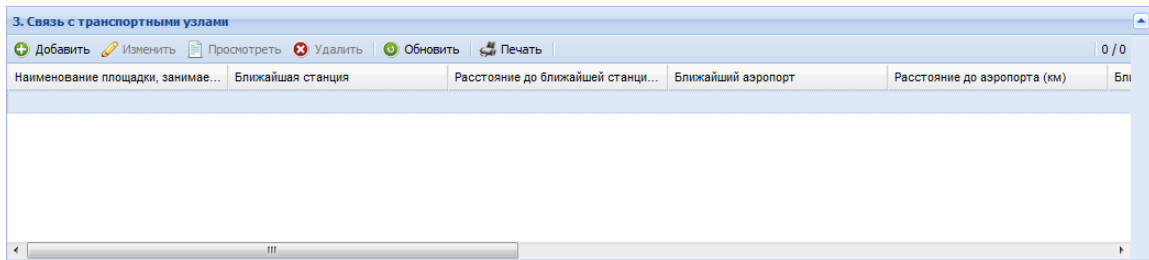 3. Связь с транспортными узлами
Добавить Изменить Просмотреть Удалить Обновить Печать 0 / 0
Наименование площадки, занимае... Ближайшая станция Расстояние до ближайшей станци... Ближайший аэропорт Расстояние до аэропорта (км) Бли